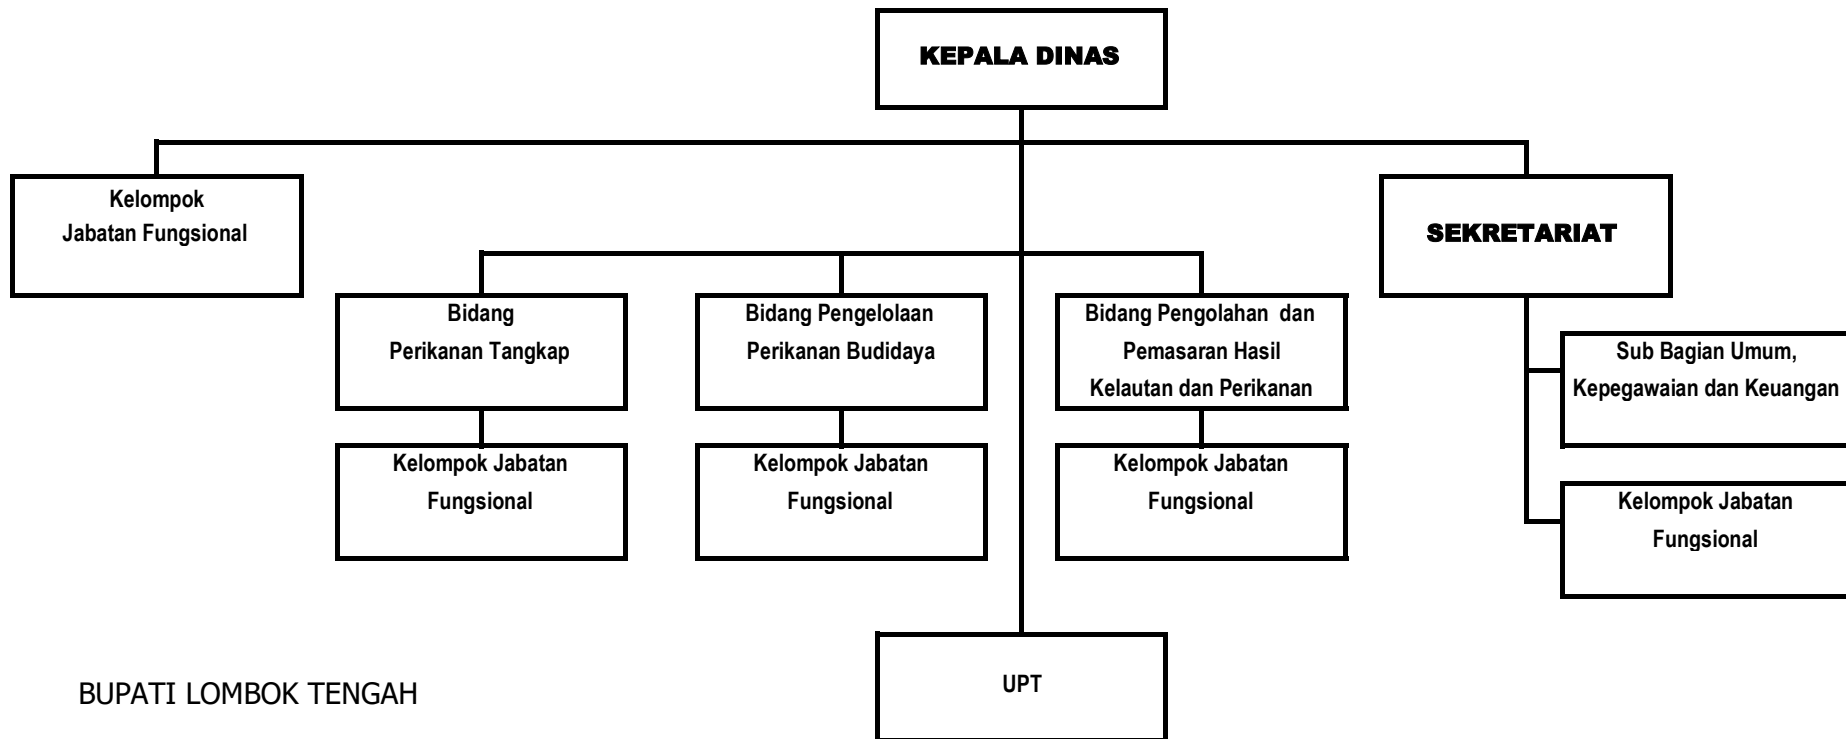 KEPALA DINAS
Kelompok
Jabatan Fungsional
SEKRETARIAT
Bidang
Perikanan Tangkap
Bidang Pengelolaan
Perikanan Budidaya
Bidang Pengolahan  dan
Pemasaran Hasil
Kelautan dan Perikanan
Sub Bagian Umum,
Kepegawaian dan Keuangan
Kelompok Jabatan
Fungsional
Kelompok Jabatan
Fungsional
Kelompok Jabatan
Fungsional
Kelompok Jabatan
Fungsional
UPT
BUPATI LOMBOK TENGAH